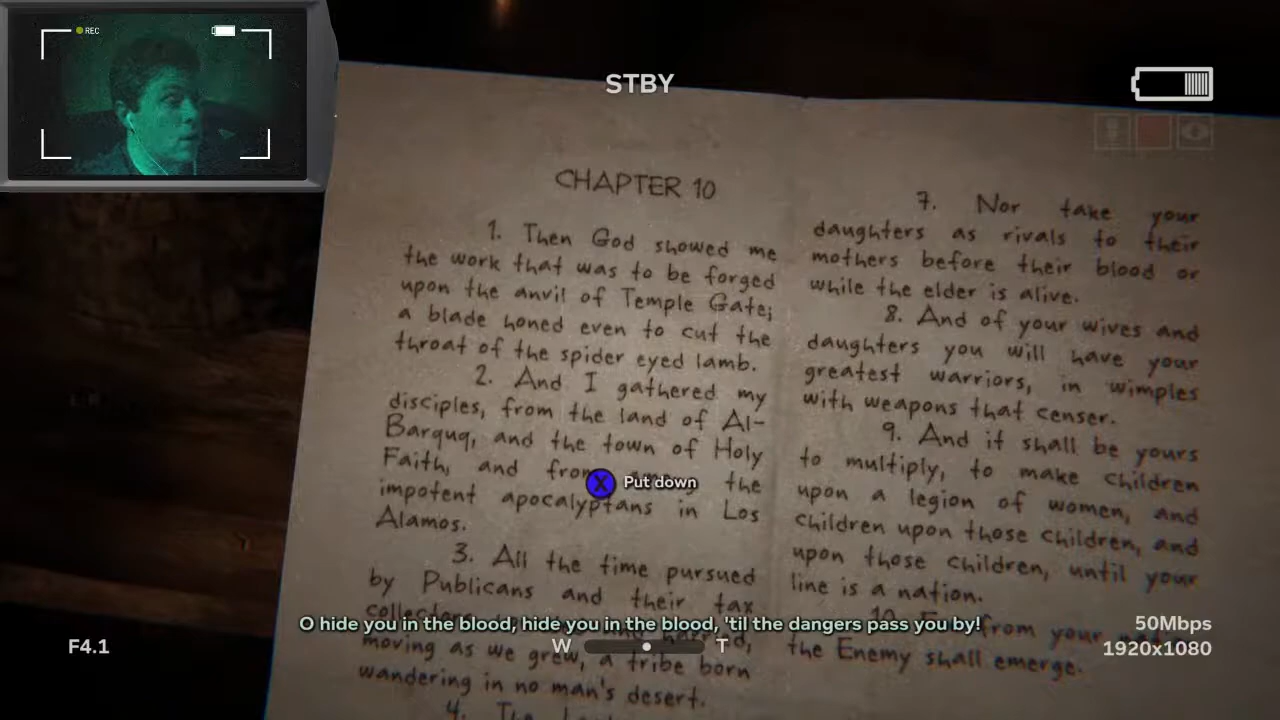 REC
STBY
CHAPTER 10
1. Then God showed me
the work that was to be forged
upon the anvil of Temple Gate;
a blade honed even to cut the
throat of the spider eyed lamb.
2. And I gathered my
disciples, from the land of Al-
Barquq, and the town of Holy
Faith, and from the
impotent apocalyptans in Los
Alamos.
3. All the time pursued
by Publicans and their tax
collectors
moving as we grew, a tribe born
wandering in no man's desert.
4. The
7. Nor take your
daughters as rivals to their
mothers before their blood or
while the elder is alive.
8. And of your wives and
daughters you will have your
greatest warriors, in wimples
with weapons that censer.
9. And it shall be yours
to multiply, to make children
upon a legion of women, and
children upon those children, and
upon those children, until your
line is a nation.
10. from your
the Enemy shall emerge.
X Put down
O hide you in the blood, hide you in the blood, 'til the dangers pass you by!
F4.1
W T
50Mbps
1920x1080